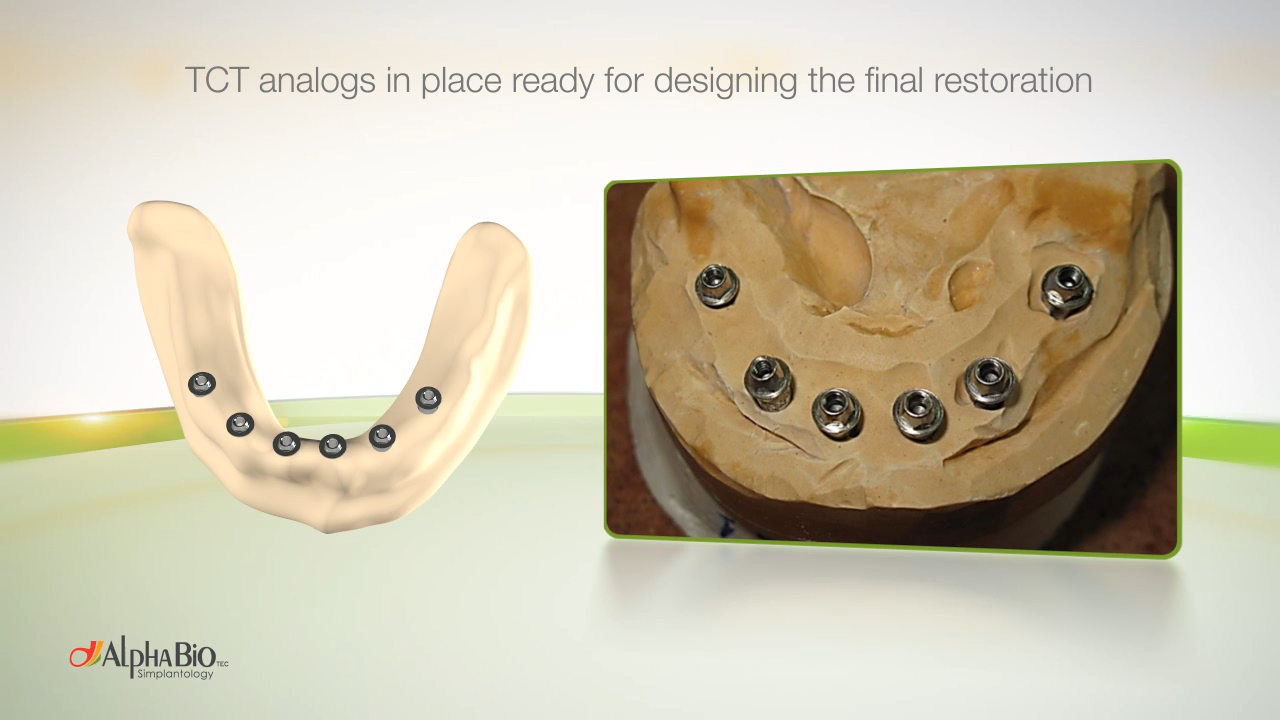 TCT analogs in place ready for designing the final restoration
AlphaBio TEC
Simplantology